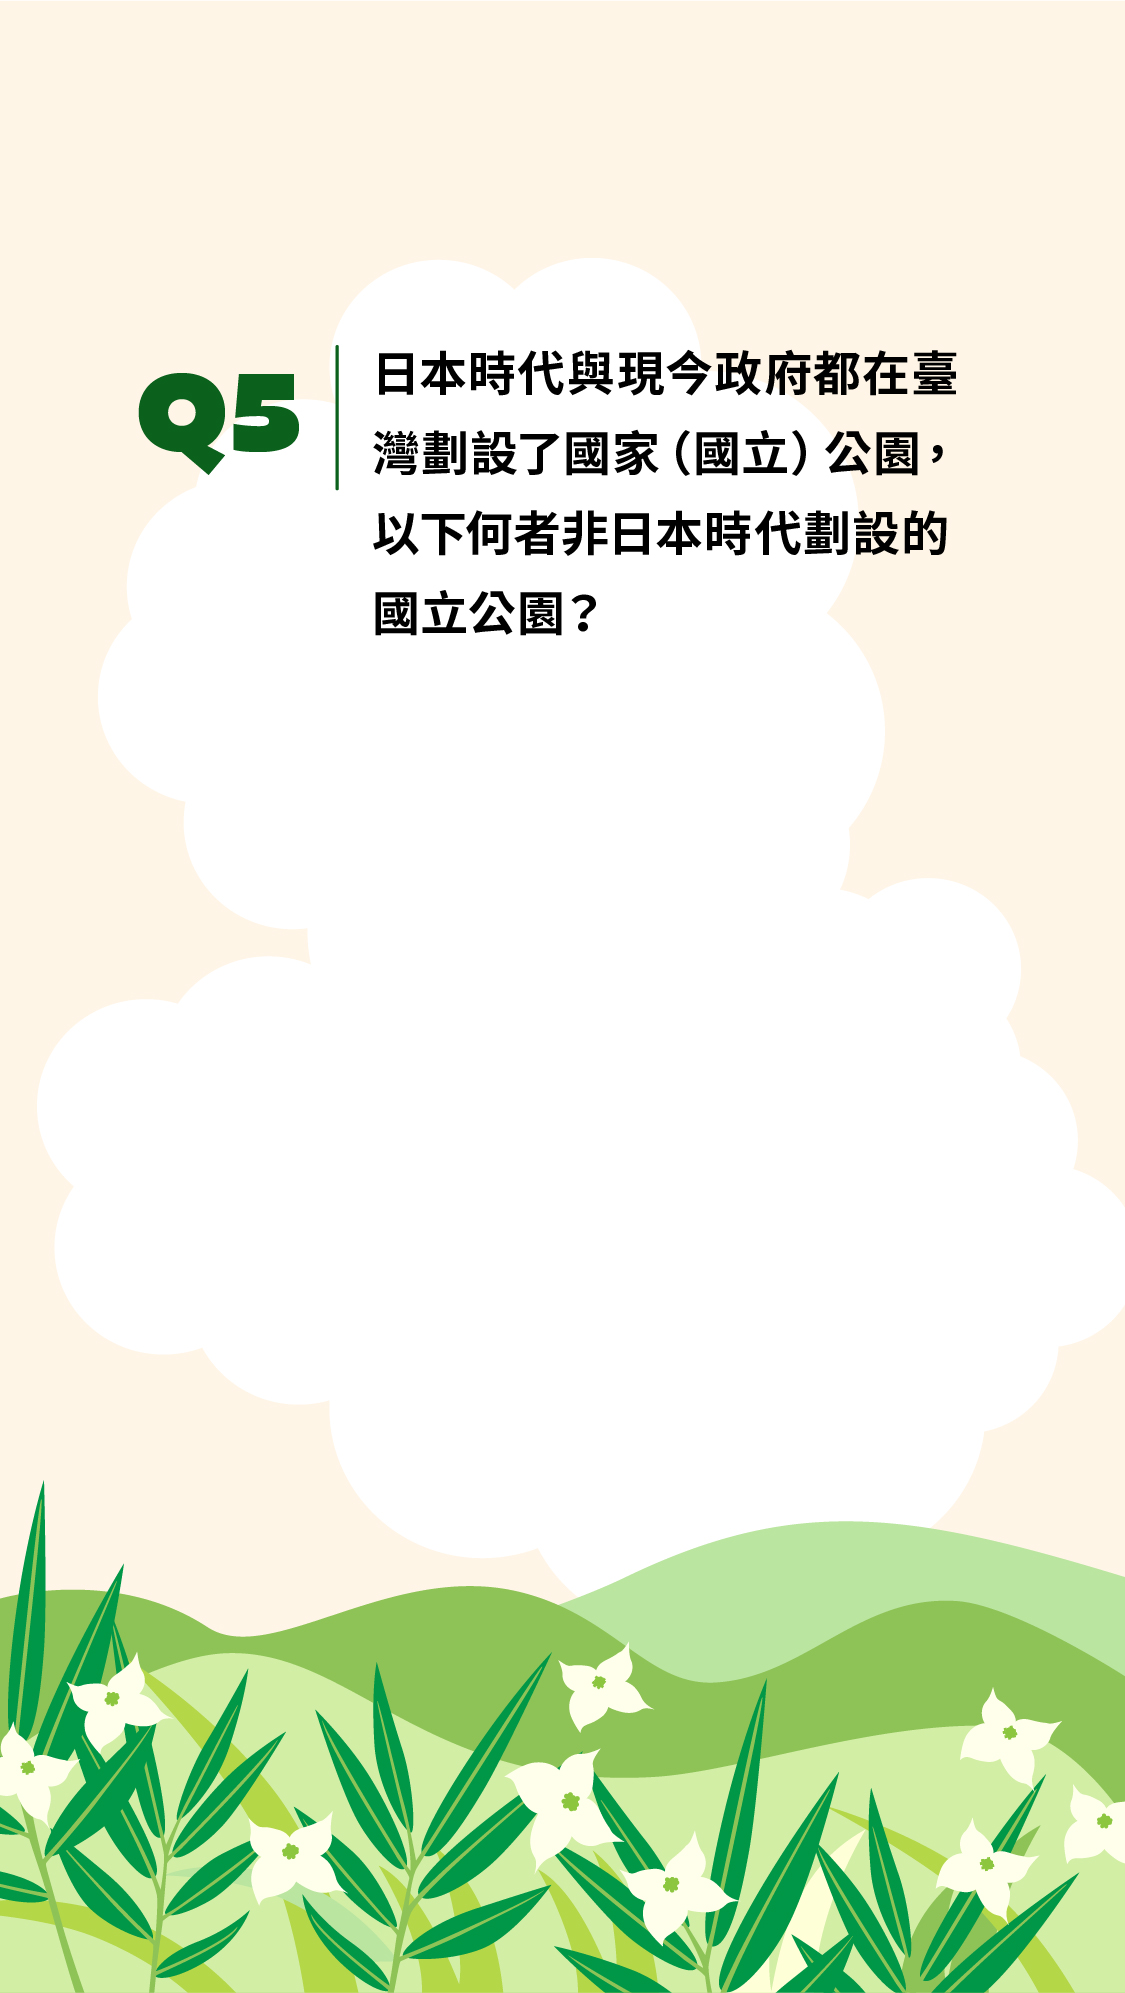 Q5
日本時代與現今政府都在臺
灣劃設了國家（國立）公園，
以下何者非日本時代劃設的
國立公園？